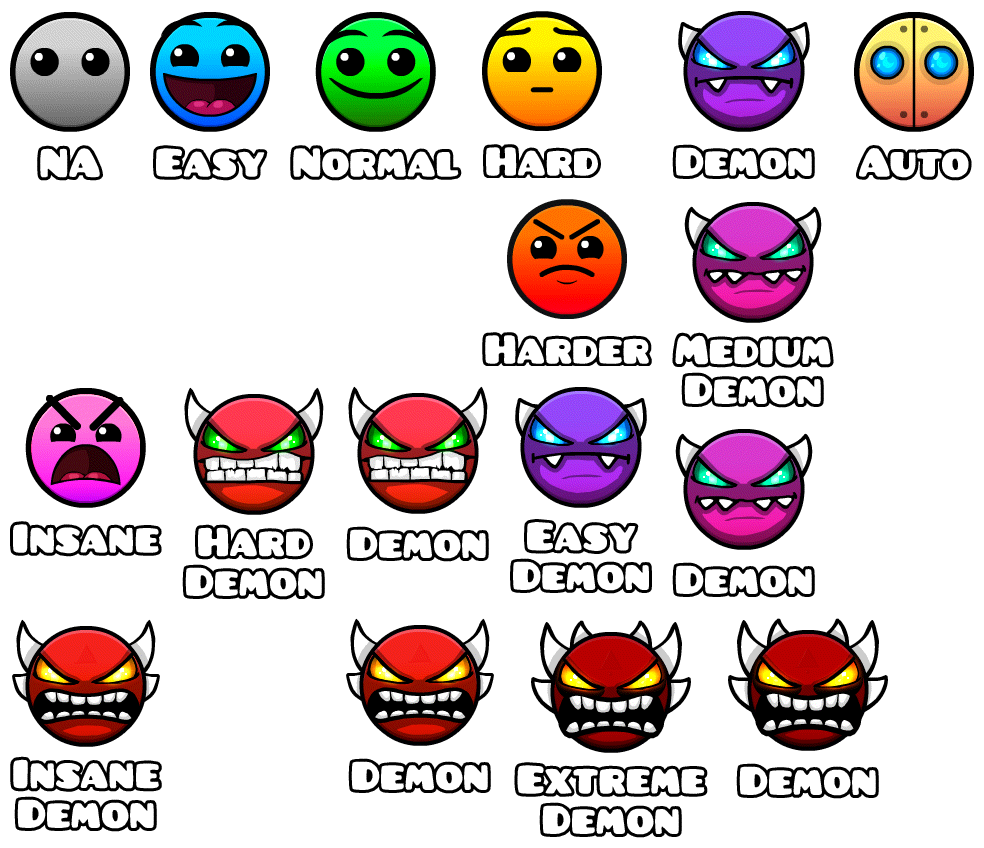 NA
Easy
Normal
Hard
Demon
Auto
Harder
Medium
Demon
Insane
Hard
Demon
Demon
Easy
Demon
Demon
Insane
Demon
Demon
Extreme
Demon
Demon